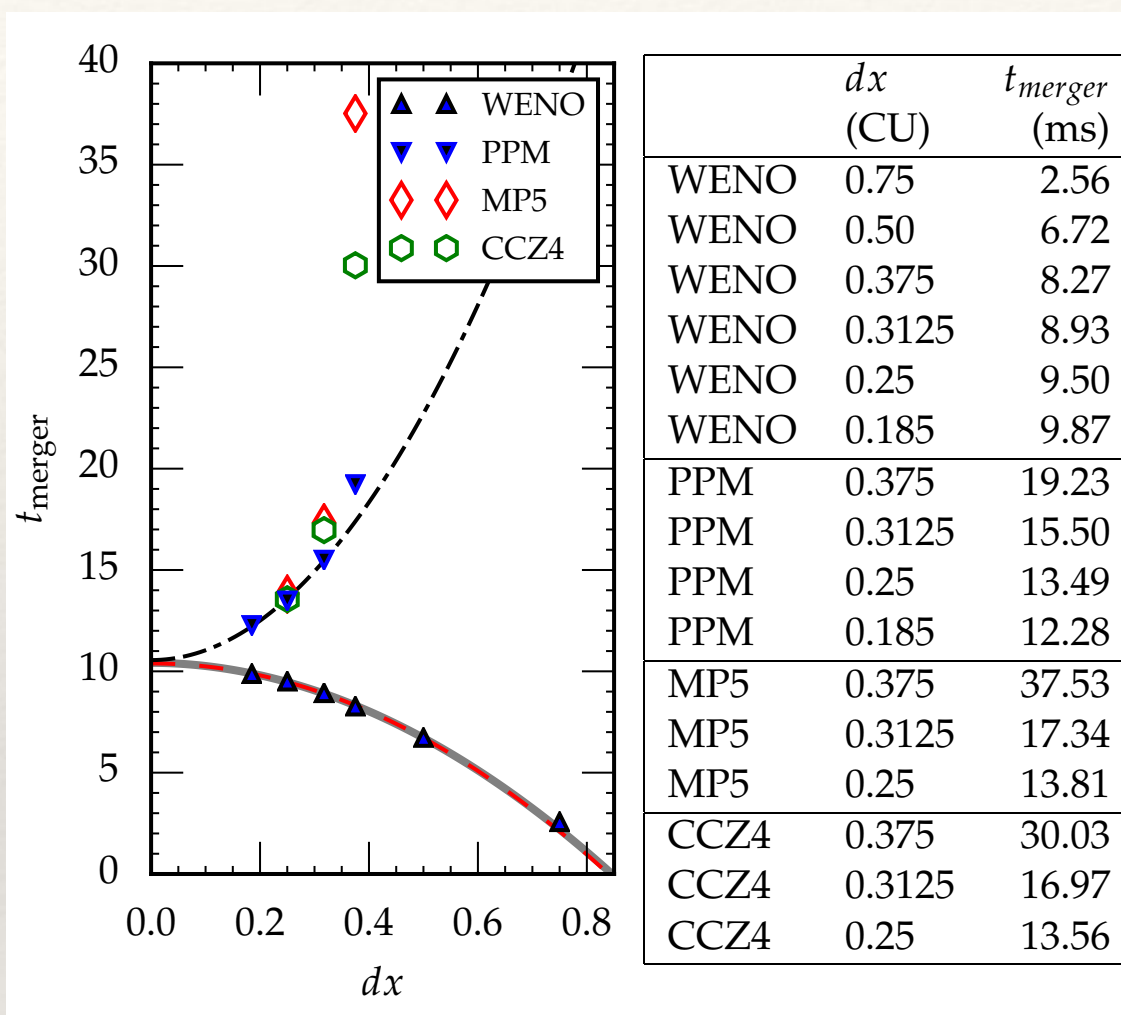 40
35
30
25
20
15
10
5
0
t_merger
0.0 0.2 0.4 0.6 0.8
dx
WENO
PPM
MP5
CCZ4
dx t_merger
(CU) (ms)
WENO 0.75 2.56
WENO 0.50 6.72
WENO 0.375 8.27
WENO 0.3125 8.93
WENO 0.25 9.50
WENO 0.185 9.87
PPM 0.375 19.23
PPM 0.3125 15.50
PPM 0.25 13.49
PPM 0.185 12.28
MP5 0.375 37.53
MP5 0.3125 17.34
MP5 0.25 13.81
CCZ4 0.375 30.03
CCZ4 0.3125 16.97
CCZ4 0.25 13.56